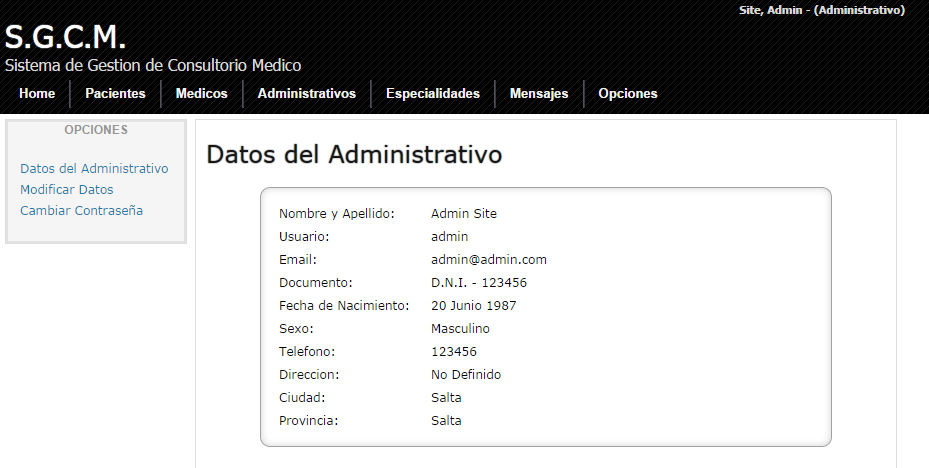 Site, Admin - (Administrativo)
S.G.C.M.
Sistema de Gestion de Consultorio Medico
Home Pacientes Medicos Administrativos Especialidades Mensajes Opciones
OPCIONES
Datos del Administrativo
Modificar Datos
Cambiar Contraseña
Datos del Administrativo
Nombre y Apellido: Admin Site
Usuario: admin
Email: admin@admin.com
Documento: D.N.I. - 123456
Fecha de Nacimiento: 20 Junio 1987
Sexo: Masculino
Telefono: 123456
Direccion: No Definido
Ciudad: Salta
Provincia: Salta